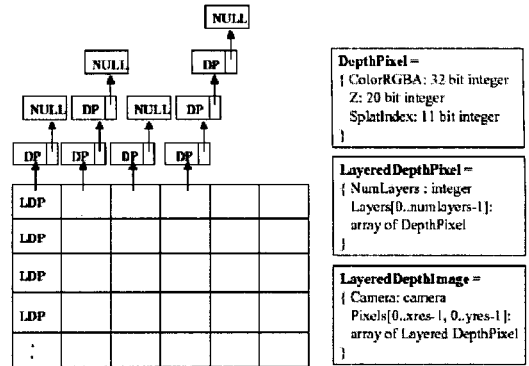 NULL
NULL DP
NULL DP NULL DP
DP DP DP DP
LDP
LDP
LDP
LDP
:
DepthPixel =
{ ColorRGBA: 32 bit integer
Z: 20 bit integer
SplatIndex: 11 bit integer
}
LayeredDepthPixel =
{ NumLayers : integer
Layers[0..numlayers-1]:
array of DepthPixel
}
LayeredDepthImage =
{ Camera: camera
Pixels[0..xres-1, 0..yres-1]:
array of Layered DepthPixel
}